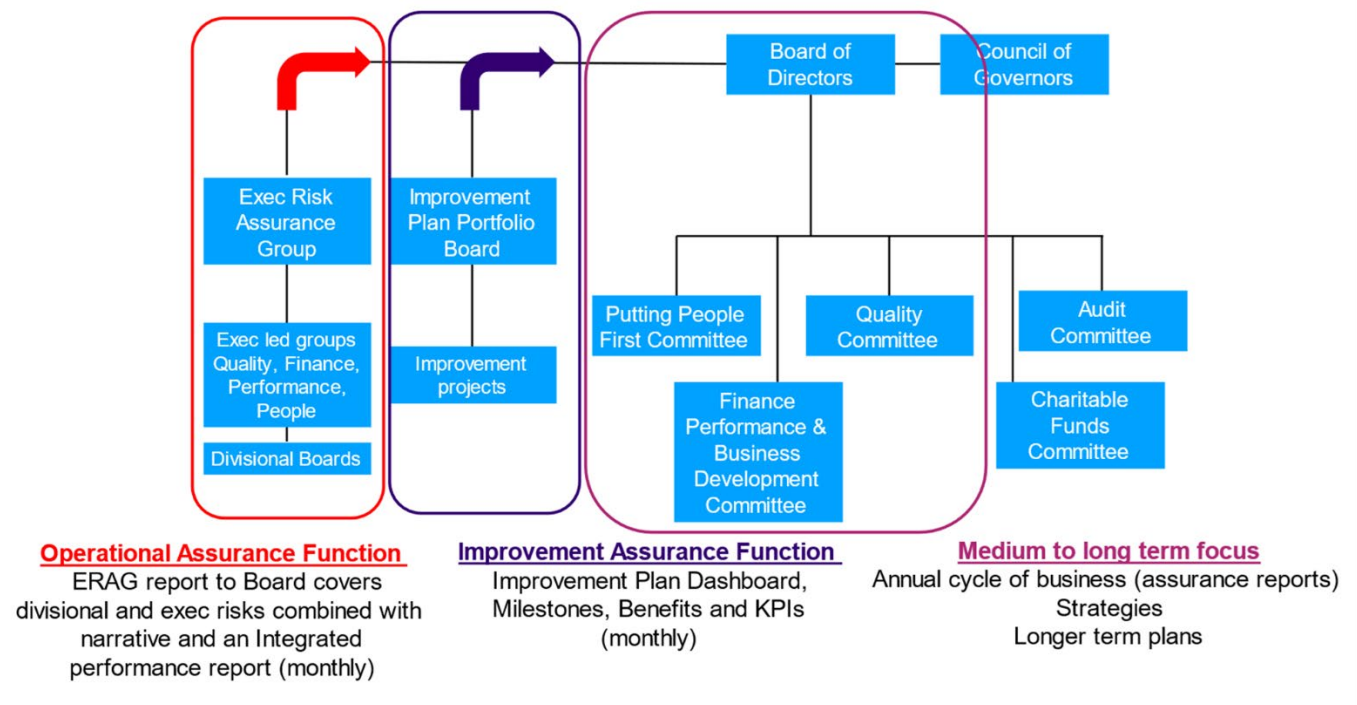 Board of
Directors
Council of
Governors
Exec Risk
Assurance
Group
Improvement
Plan Portfolio
Board
Putting People
First Committee
Quality
Committee
Audit
Committee
Exec led groups
Quality, Finance,
Performance,
People
Improvement
projects
Finance
Performance &
Business
Development
Committee
Charitable
Funds
Committee
Divisional Boards
Operational Assurance Function
ERAG report to Board covers
divisional and exec risks combined with
narrative and an Integrated
performance report (monthly)
Improvement Assurance Function
Improvement Plan Dashboard,
Milestones, Benefits and KPIs
(monthly)
Medium to long term focus
Annual cycle of business (assurance reports)
Strategies
Longer term plans